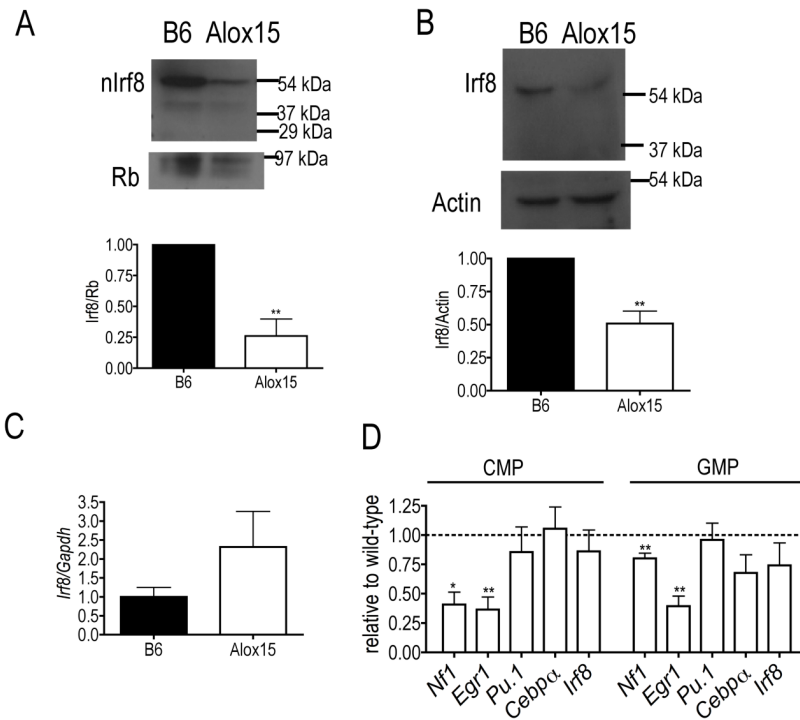 A
B6 Alox15
nIrf8
54 kDa
37 kDa
29 kDa
97 kDa
Rb
1.00
0.75
0.50
0.25
0.00
Irf8/Rb
**
B6
Alox15
B
B6 Alox15
Irf8
54 kDa
37 kDa
54 kDa
Actin
1.00
0.75
0.50
0.25
0.00
Irf8/Actin
**
B6
Alox15
C
3.5
3.0
2.5
2.0
1.5
1.0
0.5
0.0
Irf8/Gapdh
B6
Alox15
D
CMP
GMP
relative to wild-type
1.25
1.00
0.75
0.50
0.25
0.00
*
**
**
**
Nf1
Egr1
Pu.1
Cebpα
Irf8
Nf1
Egr1
Pu.1
Cebpα
Irf8